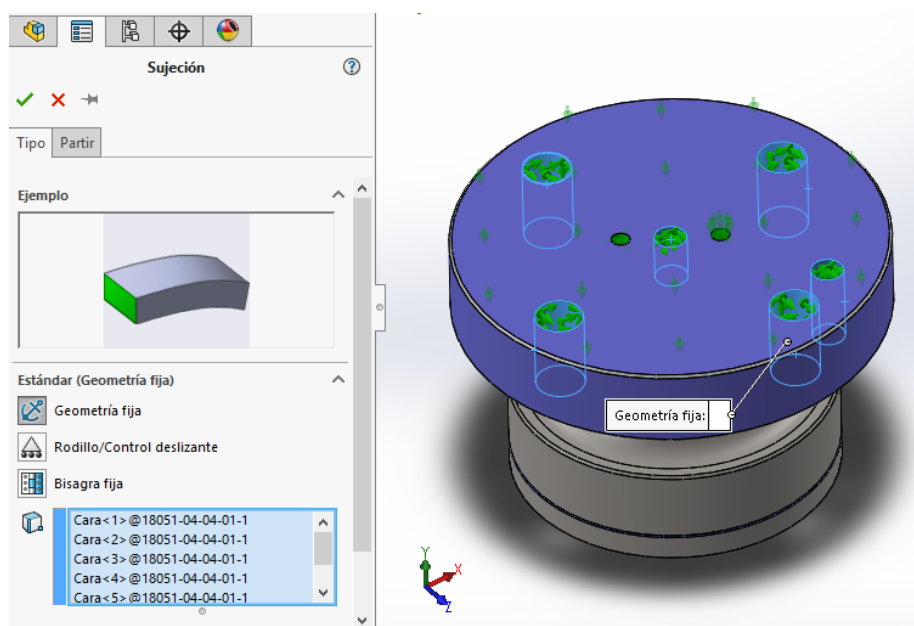 Sujeción
Tipo Partir
Ejemplo
Estándar (Geometría fija)
Geometría fija
Rodillo/Control deslizante
Bisagra fija
Cara<1>@18051-04-04-01-1
Cara<2>@18051-04-04-01-1
Cara<3>@18051-04-04-01-1
Cara<4>@18051-04-04-01-1
Cara<5>@18051-04-04-01-1
Geometría fija:
Y
X
Z